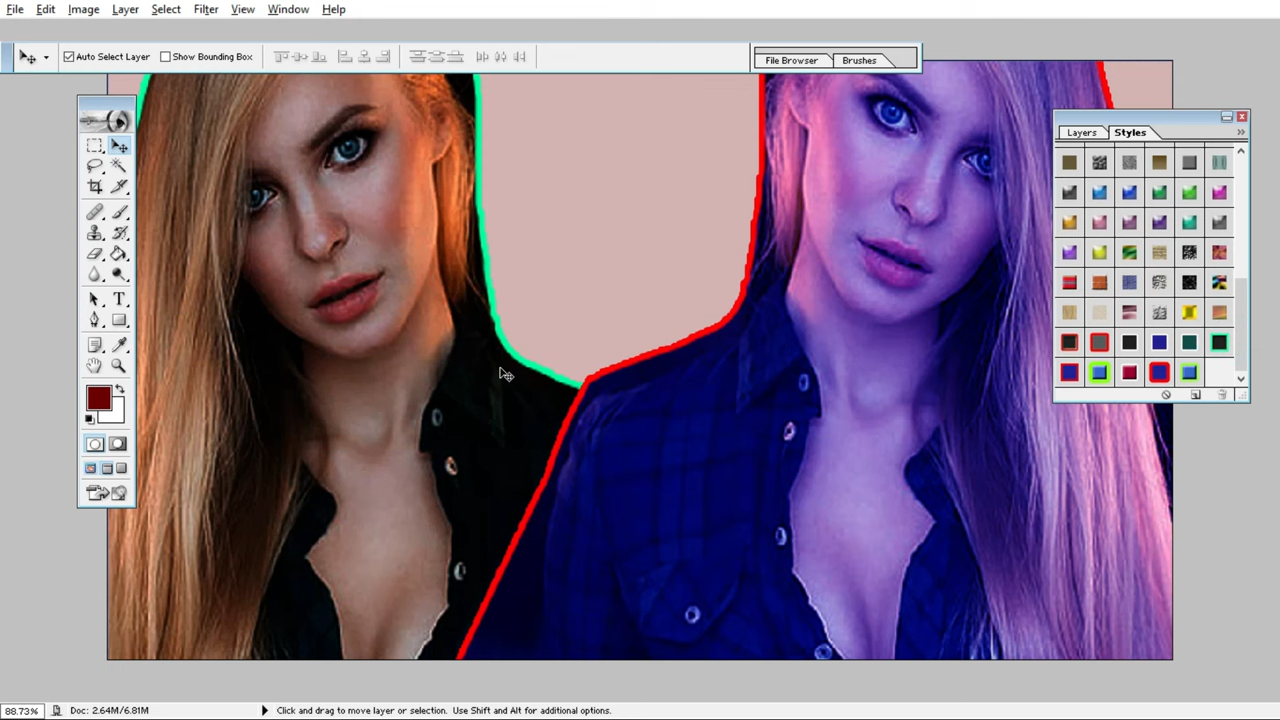 File Edit Image Layer Select Filter View Window Help
Auto Select Layer Show Bounding Box File Browser Brushes
Layers Styles
T
88.73% Doc: 2.64M/6.81M Click and drag to move layer or selection. Use Shift and Alt for additional options.